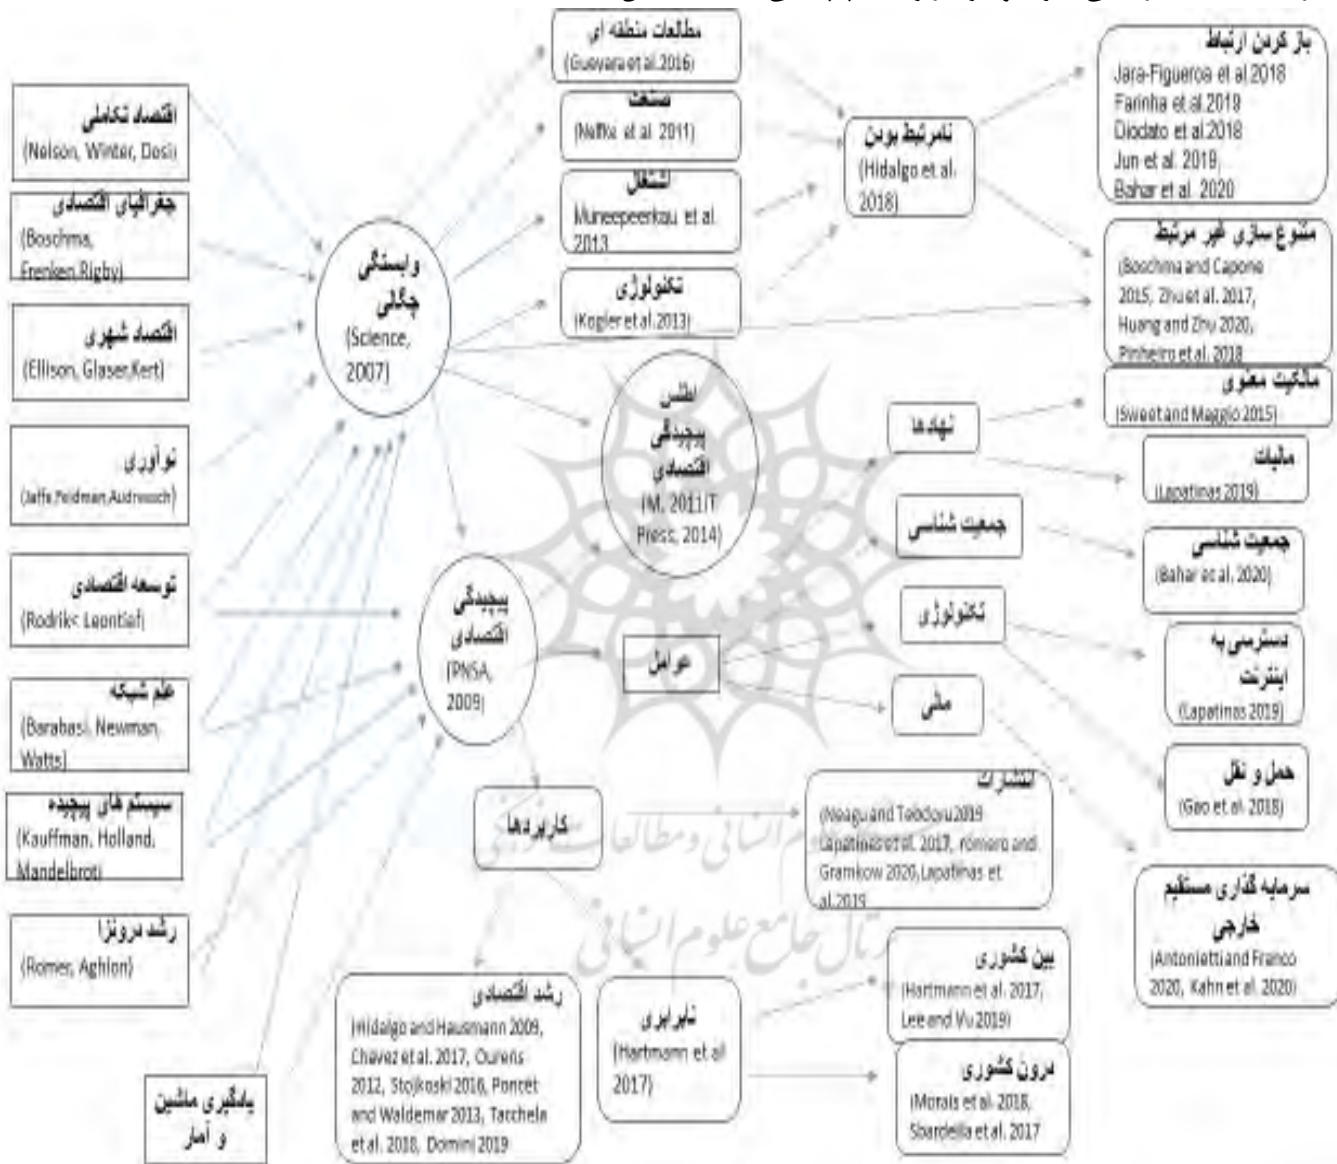 مطالعات منطقه ای
(Guevara et al.2016)
صنعت
(Neffke et al. 2011)
اشتغال
Muneepeerkau et al.
2013
تکنولوژی
(Kogler et al.2013)
نامرتبط بودن
(Hidalgo et al.
2018)
باز کردن ارتباط
Jara-Figueroa et al.2018
Farinha et al.2019
Diodato et al.2018
Jun et al. 2019,
Bahar et al. 2020
متنوع سازی غیر مرتبط
(Boschma and Capone
2015, Zhu et al. 2017,
Huang and Zhu 2020,
Pinheiro et al. 2018
مالکیت معنوی
(Sweet and Maggio 2015)
مالیات
(Lapatinas 2019)
جمعیت شناسی
(Bahar et al. 2020)
دسترسی به
اینترنت
(Lapatinas 2019)
حمل و نقل
(Gao et al. 2018)
سرمایه گذاری مستقیم
خارجی
(Antonietti and Franco
2020, Kahn et al. 2020)
اقتصاد تکاملی
(Nelson, Winter, Dosi)
جغرافیای اقتصادی
(Boschma,
Frenken,Rigby)
اقتصاد شهری
(Ellison, Glaser,Kert)
نوآوری
(Jaffe,Feldman,Audresch)
توسعه اقتصادی
(Rodrik< Leontief)
علم شبکه
(Barabasi, Newman,
Watts)
سیستم های پیچیده
(Kauffman, Holland,
Mandelbrot)
رشد درونزا
(Romer, Aghion)
یادگیری ماشین
و آمار
وابستگی
چگالی
(Science,
2007)
اطلس
پیچیدگی
اقتصادی
(M, 2011IT
Press, 2014)
پیچیدگی
اقتصادی
(PNSA,
2009)
عوامل
نهادها
جمعیت شناسی
تکنولوژی
مالی
کاربردها
انتشارات
(Neagu and Teodoru 2019
Lapatinas et al. 2017, romero and
Gramkow 2020,Lapatinas et
al.2019
رشد اقتصادی
(Hidalgo and Hausmann 2009,
Chavez et al. 2017, Ourens
2012, Stojkoski 2016, Poncet
and Waldemar 2013, Tacchela
et al. 2018, Domini 2019
نابرابری
(Hartmann et al
2017)
بین کشوری
(Hartmann et al. 2017,
Lee and Vu 2019)
درون کشوری
(Morais et al. 2018,
Sbardella et al. 2017
پرتال جامع علوم انسانی